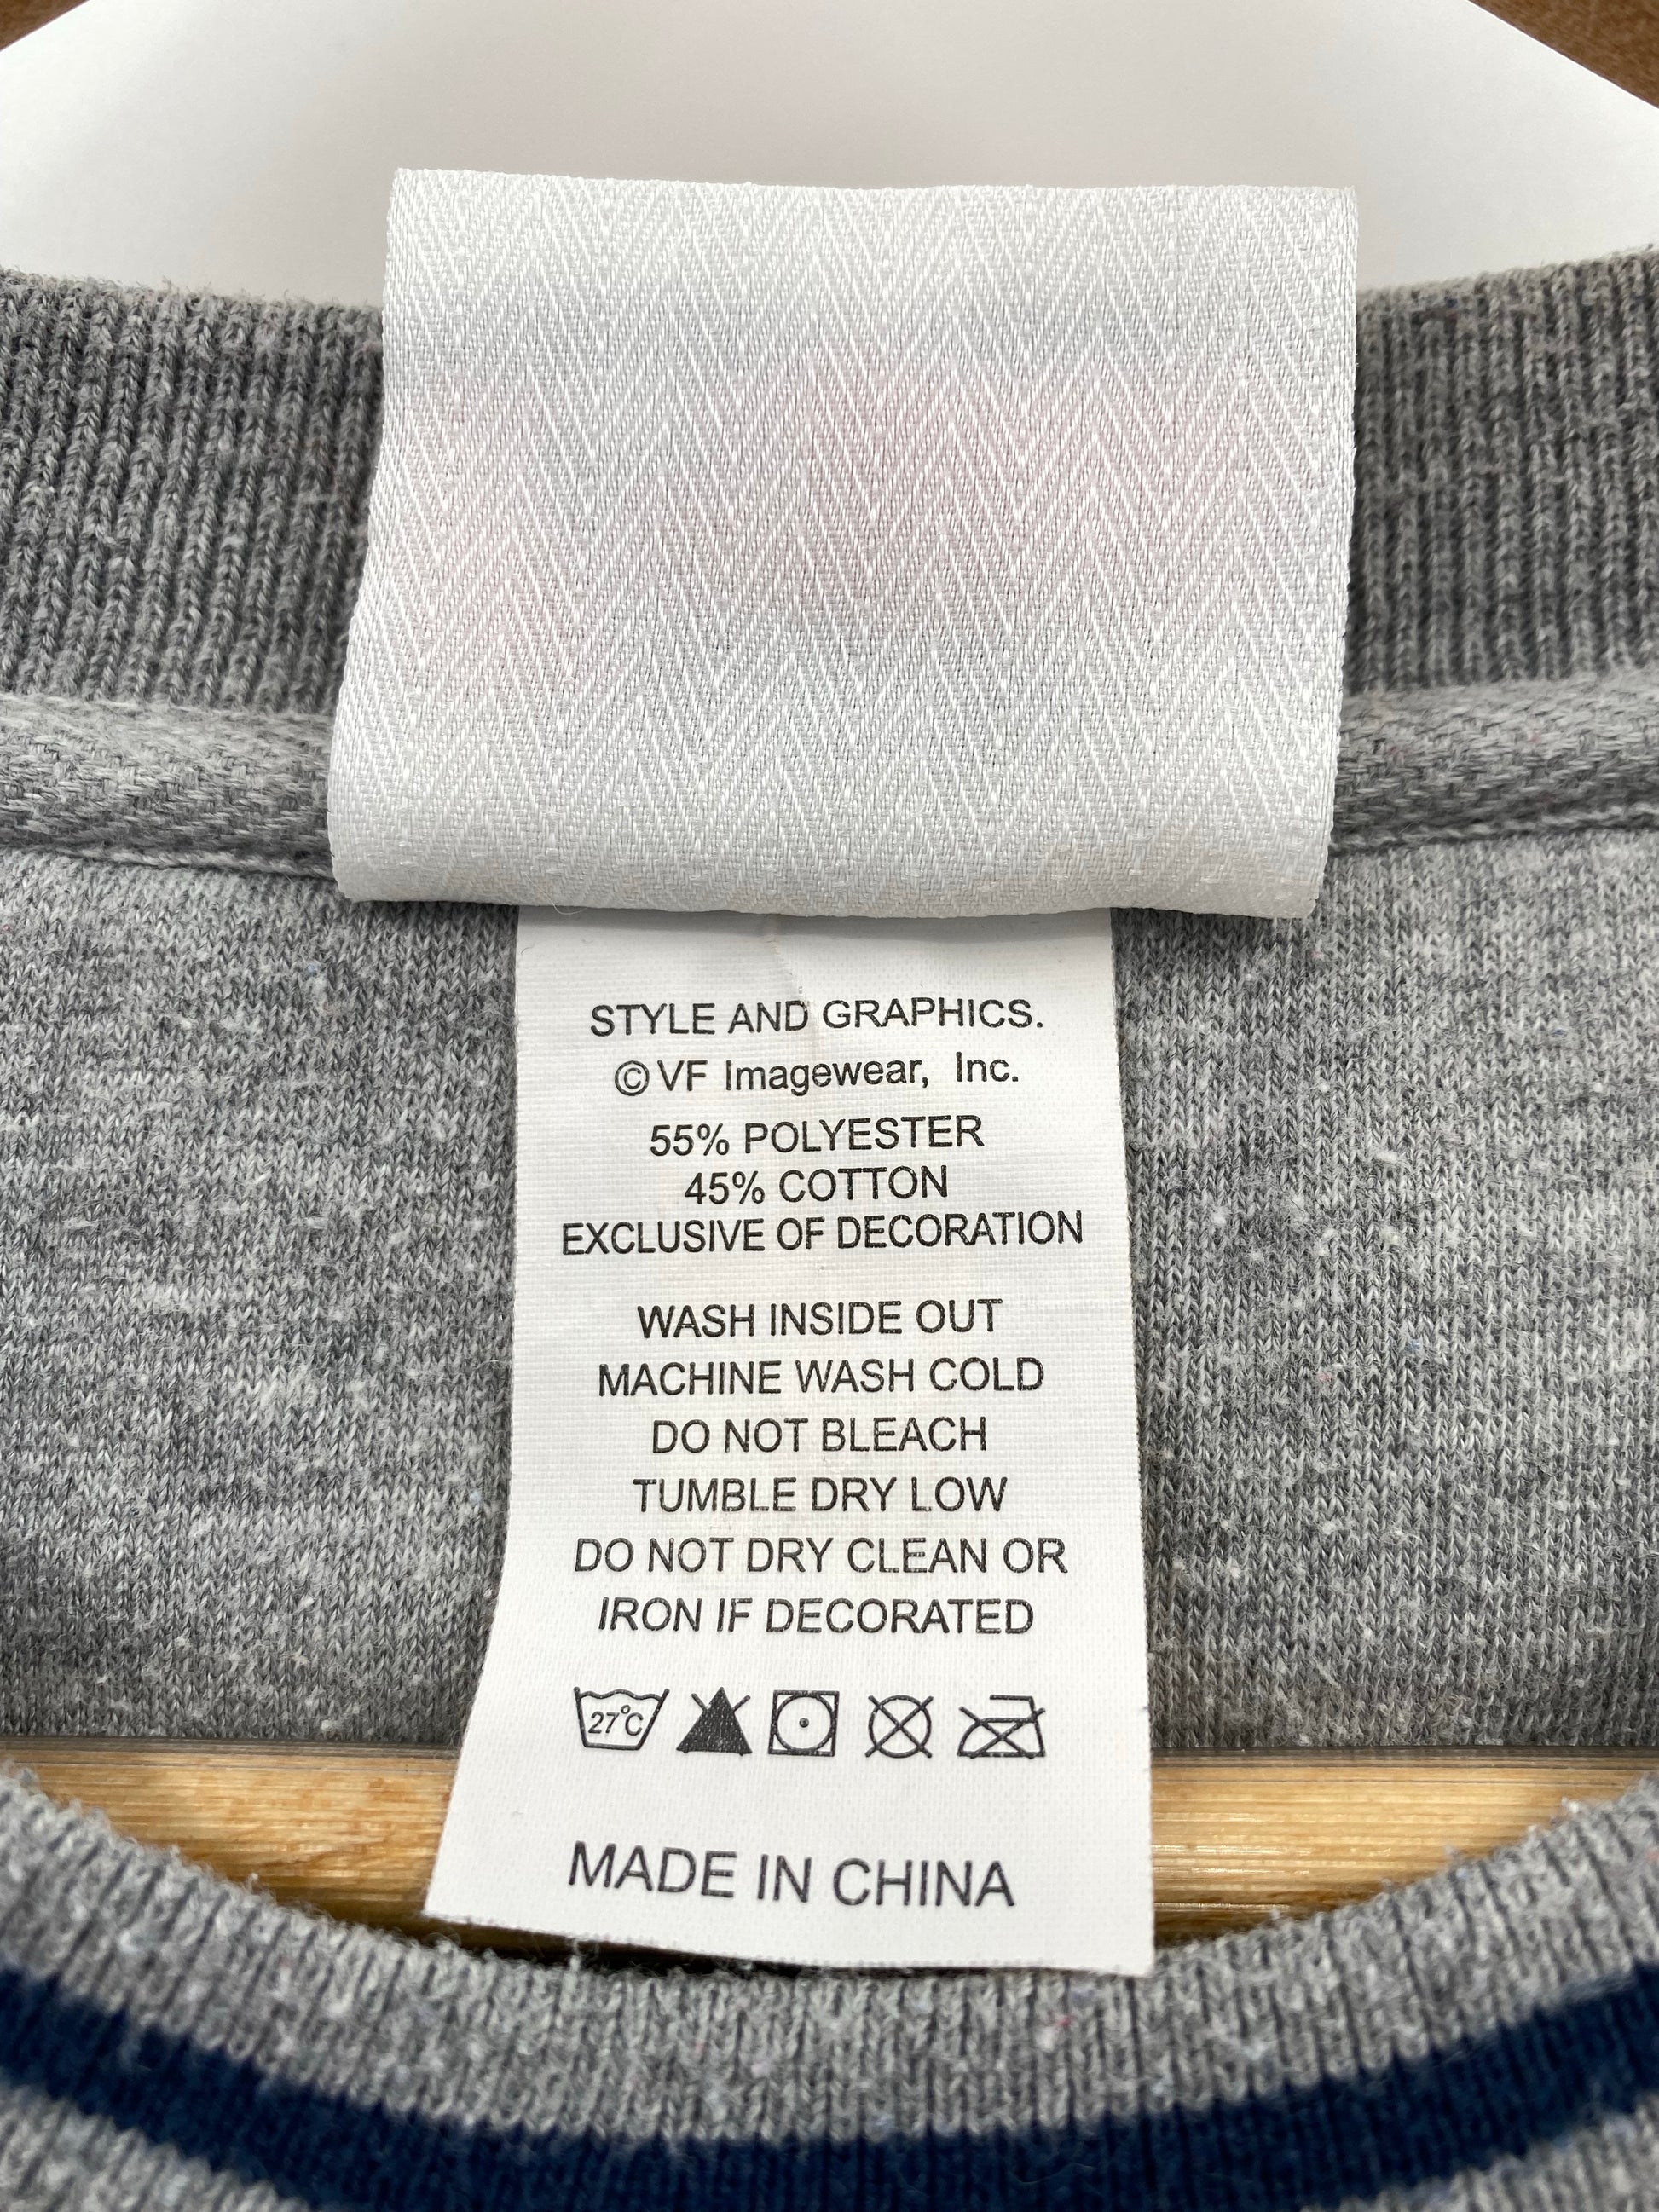 STYLE AND GRAPHICS.
© VF Imagewear, Inc.
55% POLYESTER
45% COTTON
EXCLUSIVE OF DECORATION
WASH INSIDE OUT
MACHINE WASH COLD
DO NOT BLEACH
TUMBLE DRY LOW
DO NOT DRY CLEAN OR
IRON IF DECORATED
27°C
MADE IN CHINA